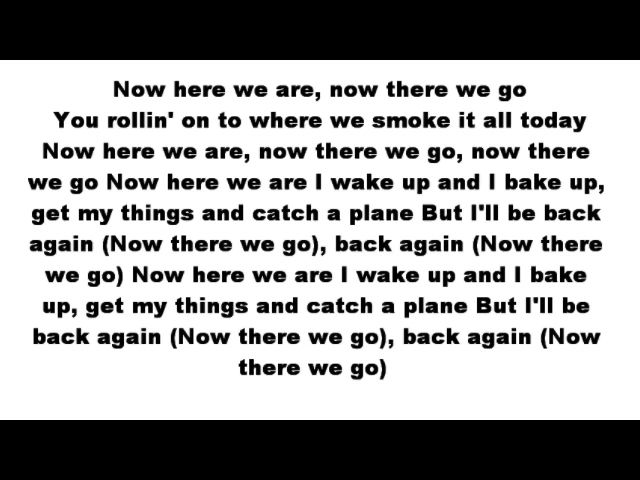 Now here we are, now there we go
You rollin' on to where we smoke it all today
Now here we are, now there we go, now there
we go Now here we are I wake up and I bake up,
get my things and catch a plane But I'll be back
again (Now there we go), back again (Now there
we go) Now here we are I wake up and I bake
up, get my things and catch a plane But I'll be
back again (Now there we go), back again (Now
there we go)